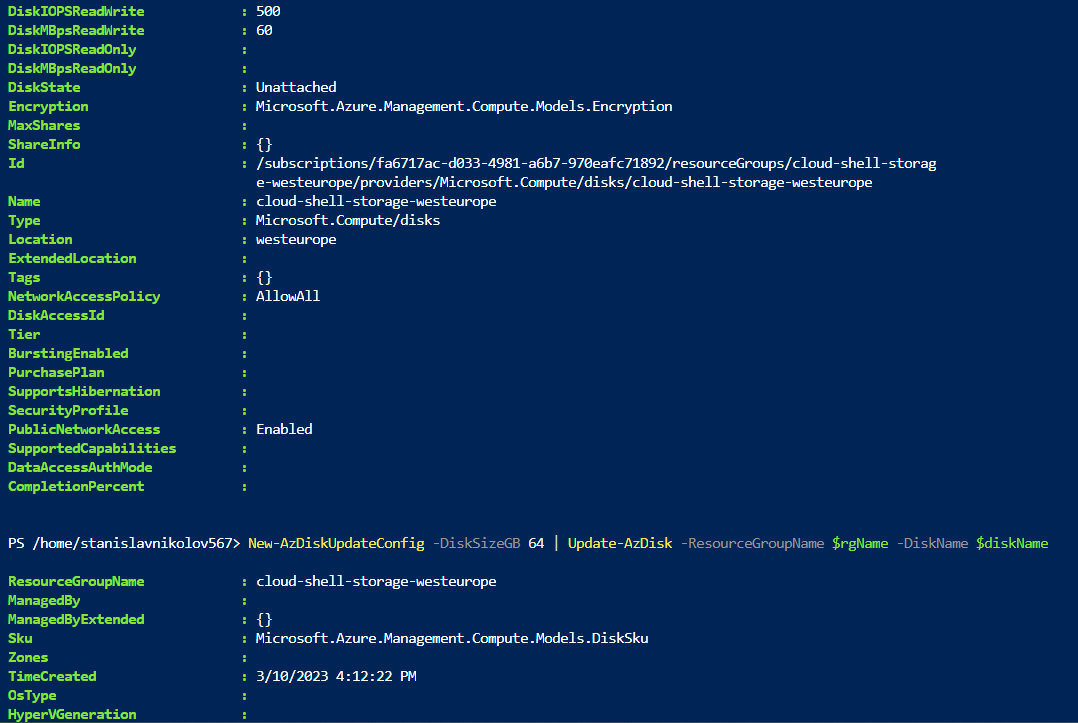 DiskIOPSReadWrite : 500
DiskMBpsReadWrite : 60
DiskIOPSReadOnly :
DiskMBpsReadOnly :
DiskState : Unattached
Encryption : Microsoft.Azure.Management.Compute.Models.Encryption
MaxShares :
ShareInfo : {}
Id : /subscriptions/fa6717ac-d033-4981-a6b7-970eafc71892/resourceGroups/cloud-shell-storag
e-westeurope/providers/Microsoft.Compute/disks/cloud-shell-storage-westeurope
Name : cloud-shell-storage-westeurope
Type : Microsoft.Compute/disks
Location : westeurope
ExtendedLocation :
Tags : {}
NetworkAccessPolicy : AllowAll
DiskAccessId :
Tier :
BurstingEnabled :
PurchasePlan :
SupportsHibernation :
SecurityProfile :
PublicNetworkAccess : Enabled
SupportedCapabilities :
DataAccessAuthMode :
CompletionPercent :
PS /home/stanislavnikolov567> New-AzDiskUpdateConfig -DiskSizeGB 64 | Update-AzDisk -ResourceGroupName $rgName -DiskName $diskName
ResourceGroupName : cloud-shell-storage-westeurope
ManagedBy :
ManagedByExtended : {}
Sku : Microsoft.Azure.Management.Compute.Models.DiskSku
Zones :
TimeCreated : 3/10/2023 4:12:22 PM
OsType :
HyperVGeneration :